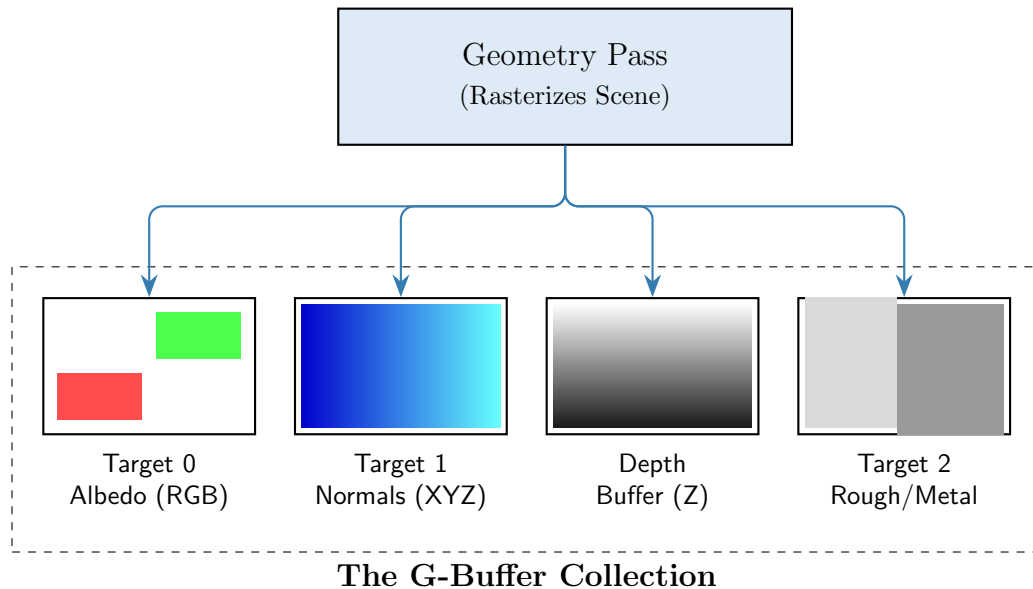 Geometry Pass
(Rasterizes Scene)
Target 0
Albedo (RGB)
Target 1
Normals (XYZ)
Depth
Buffer (Z)
Target 2
Rough/Metal
The G-Buffer Collection